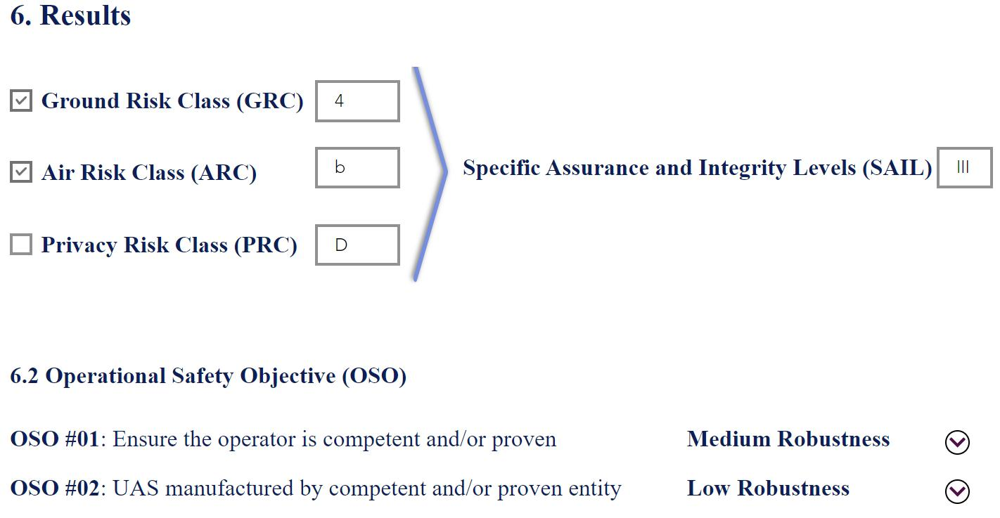 6. Results
Ground Risk Class (GRC) 4
Air Risk Class (ARC) b
Specific Assurance and Integrity Levels (SAIL) III
Privacy Risk Class (PRC) D
6.2 Operational Safety Objective (OSO)
OSO #01: Ensure the operator is competent and/or proven Medium Robustness
OSO #02: UAS manufactured by competent and/or proven entity Low Robustness